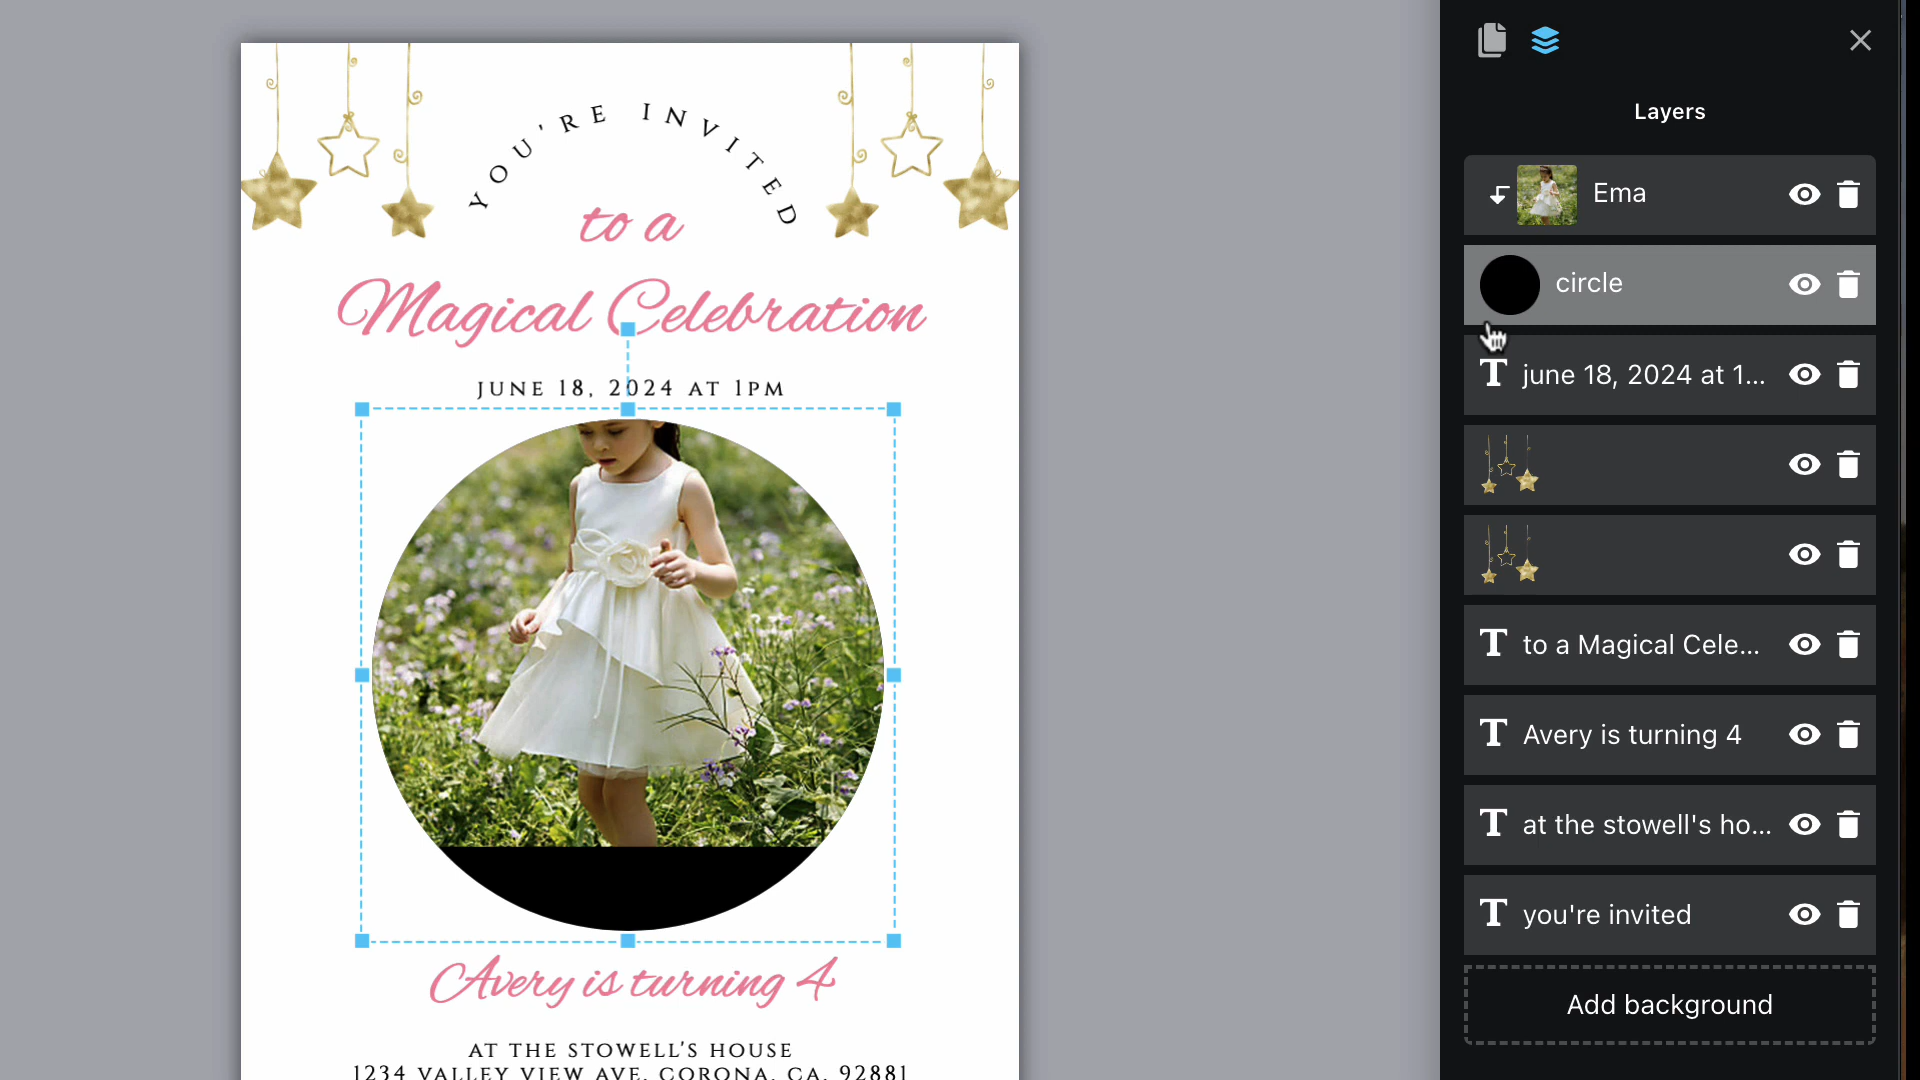 YOU'RE INVITED
to a
Magical Celebration
JUNE 18, 2024 AT 1PM
Avery is turning 4
AT THE STOWELL'S HOUSE
1234 VALLEY VIEW AVE, CORONA, CA, 92881
Layers
Ema
circle
T june 18, 2024 at 1...
T to a Magical Cele...
T Avery is turning 4
T at the stowell's ho...
T you're invited
Add background